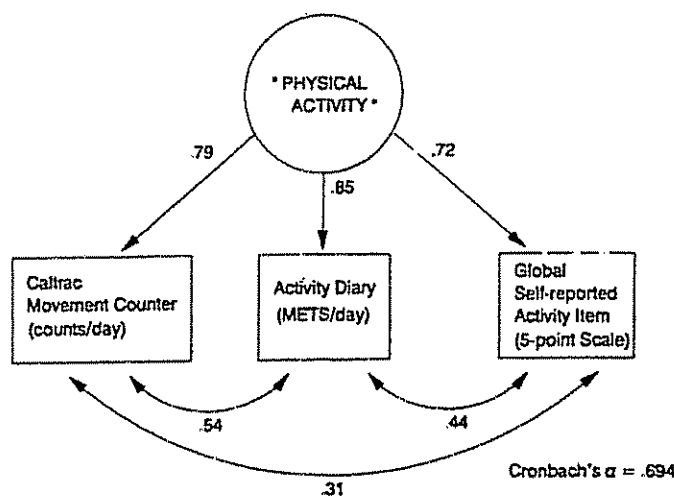 " PHYSICAL
ACTIVITY "
.79
.85
.72
Caltrac
Movement Counter
(counts/day)
Activity Diary
(METS/day)
Global
Self-reported
Activity Item
(5-point Scale)
.54
.44
.31
Cronbach's α = .694